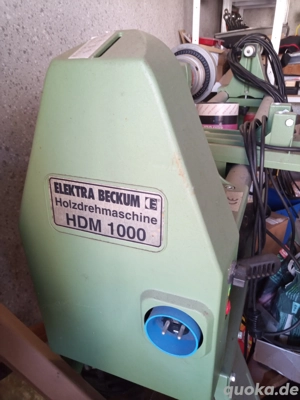 ELEKTRA BECKUM E
Holzdrehmaschine
HDM 1000
quoka.de